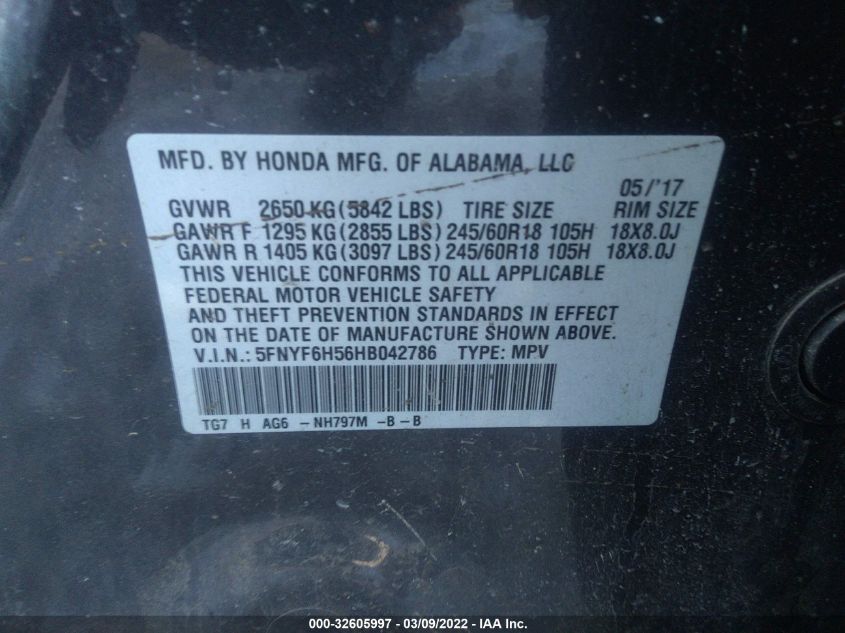 MFD. BY HONDA MFG. OF ALABAMA, LLC
05/'17
GVWR 2650 KG(5842 LBS) TIRE SIZE RIM SIZE
GAWR F 1295 KG(2855 LBS) 245/60R18 105H 18X8.0J
GAWR R 1405 KG(3097 LBS) 245/60R18 105H 18X8.0J
THIS VEHICLE CONFORMS TO ALL APPLICABLE
FEDERAL MOTOR VEHICLE SAFETY
AND THEFT PREVENTION STANDARDS IN EFFECT
ON THE DATE OF MANUFACTURE SHOWN ABOVE.
V.I.N.: 5FNYF6H56HB042786 TYPE: MPV
TG7 H AG6 -NH797M -B-B
000-32605997 - 03/09/2022 - IAA Inc.